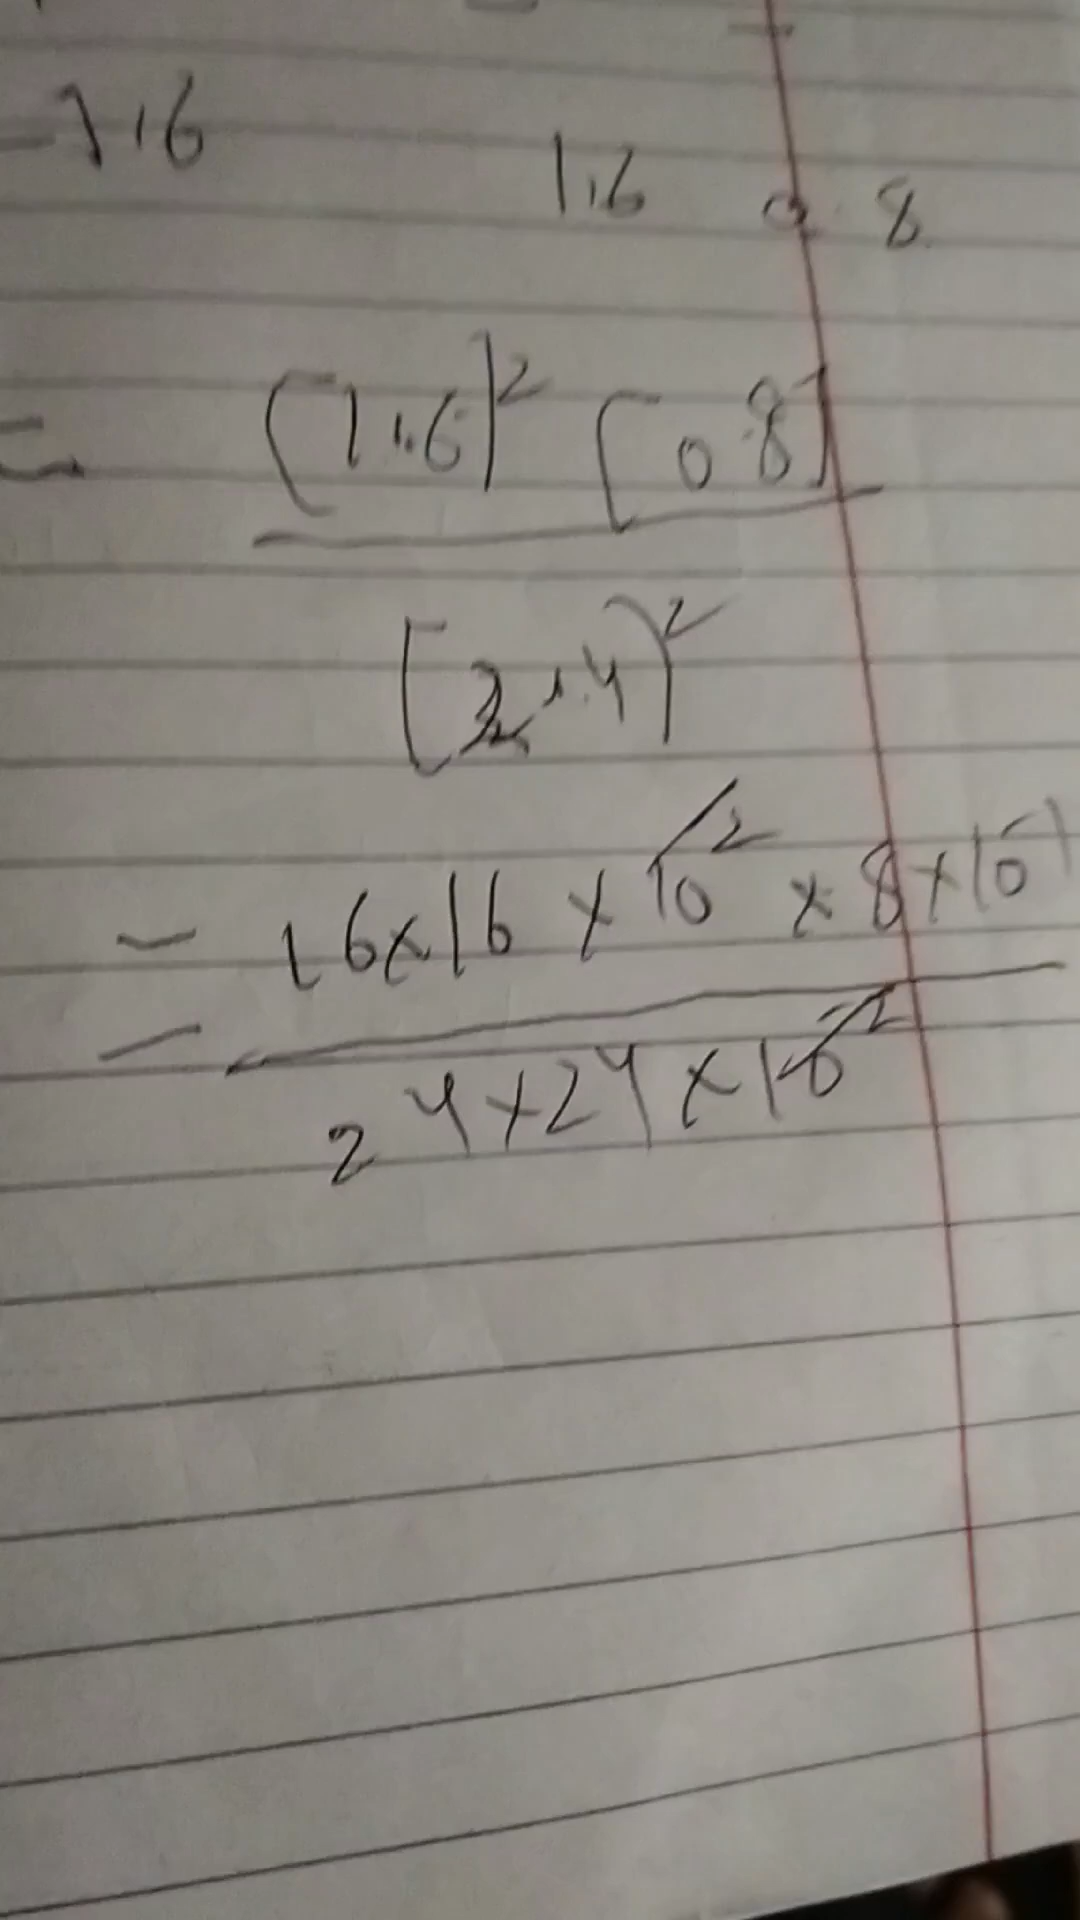 = 1.6
1.6 0.8
= (1.6)² (0.8)
(2.4)²
= 16×16 × 10⁻² × 8×10⁻¹
24×24 × 10⁻²